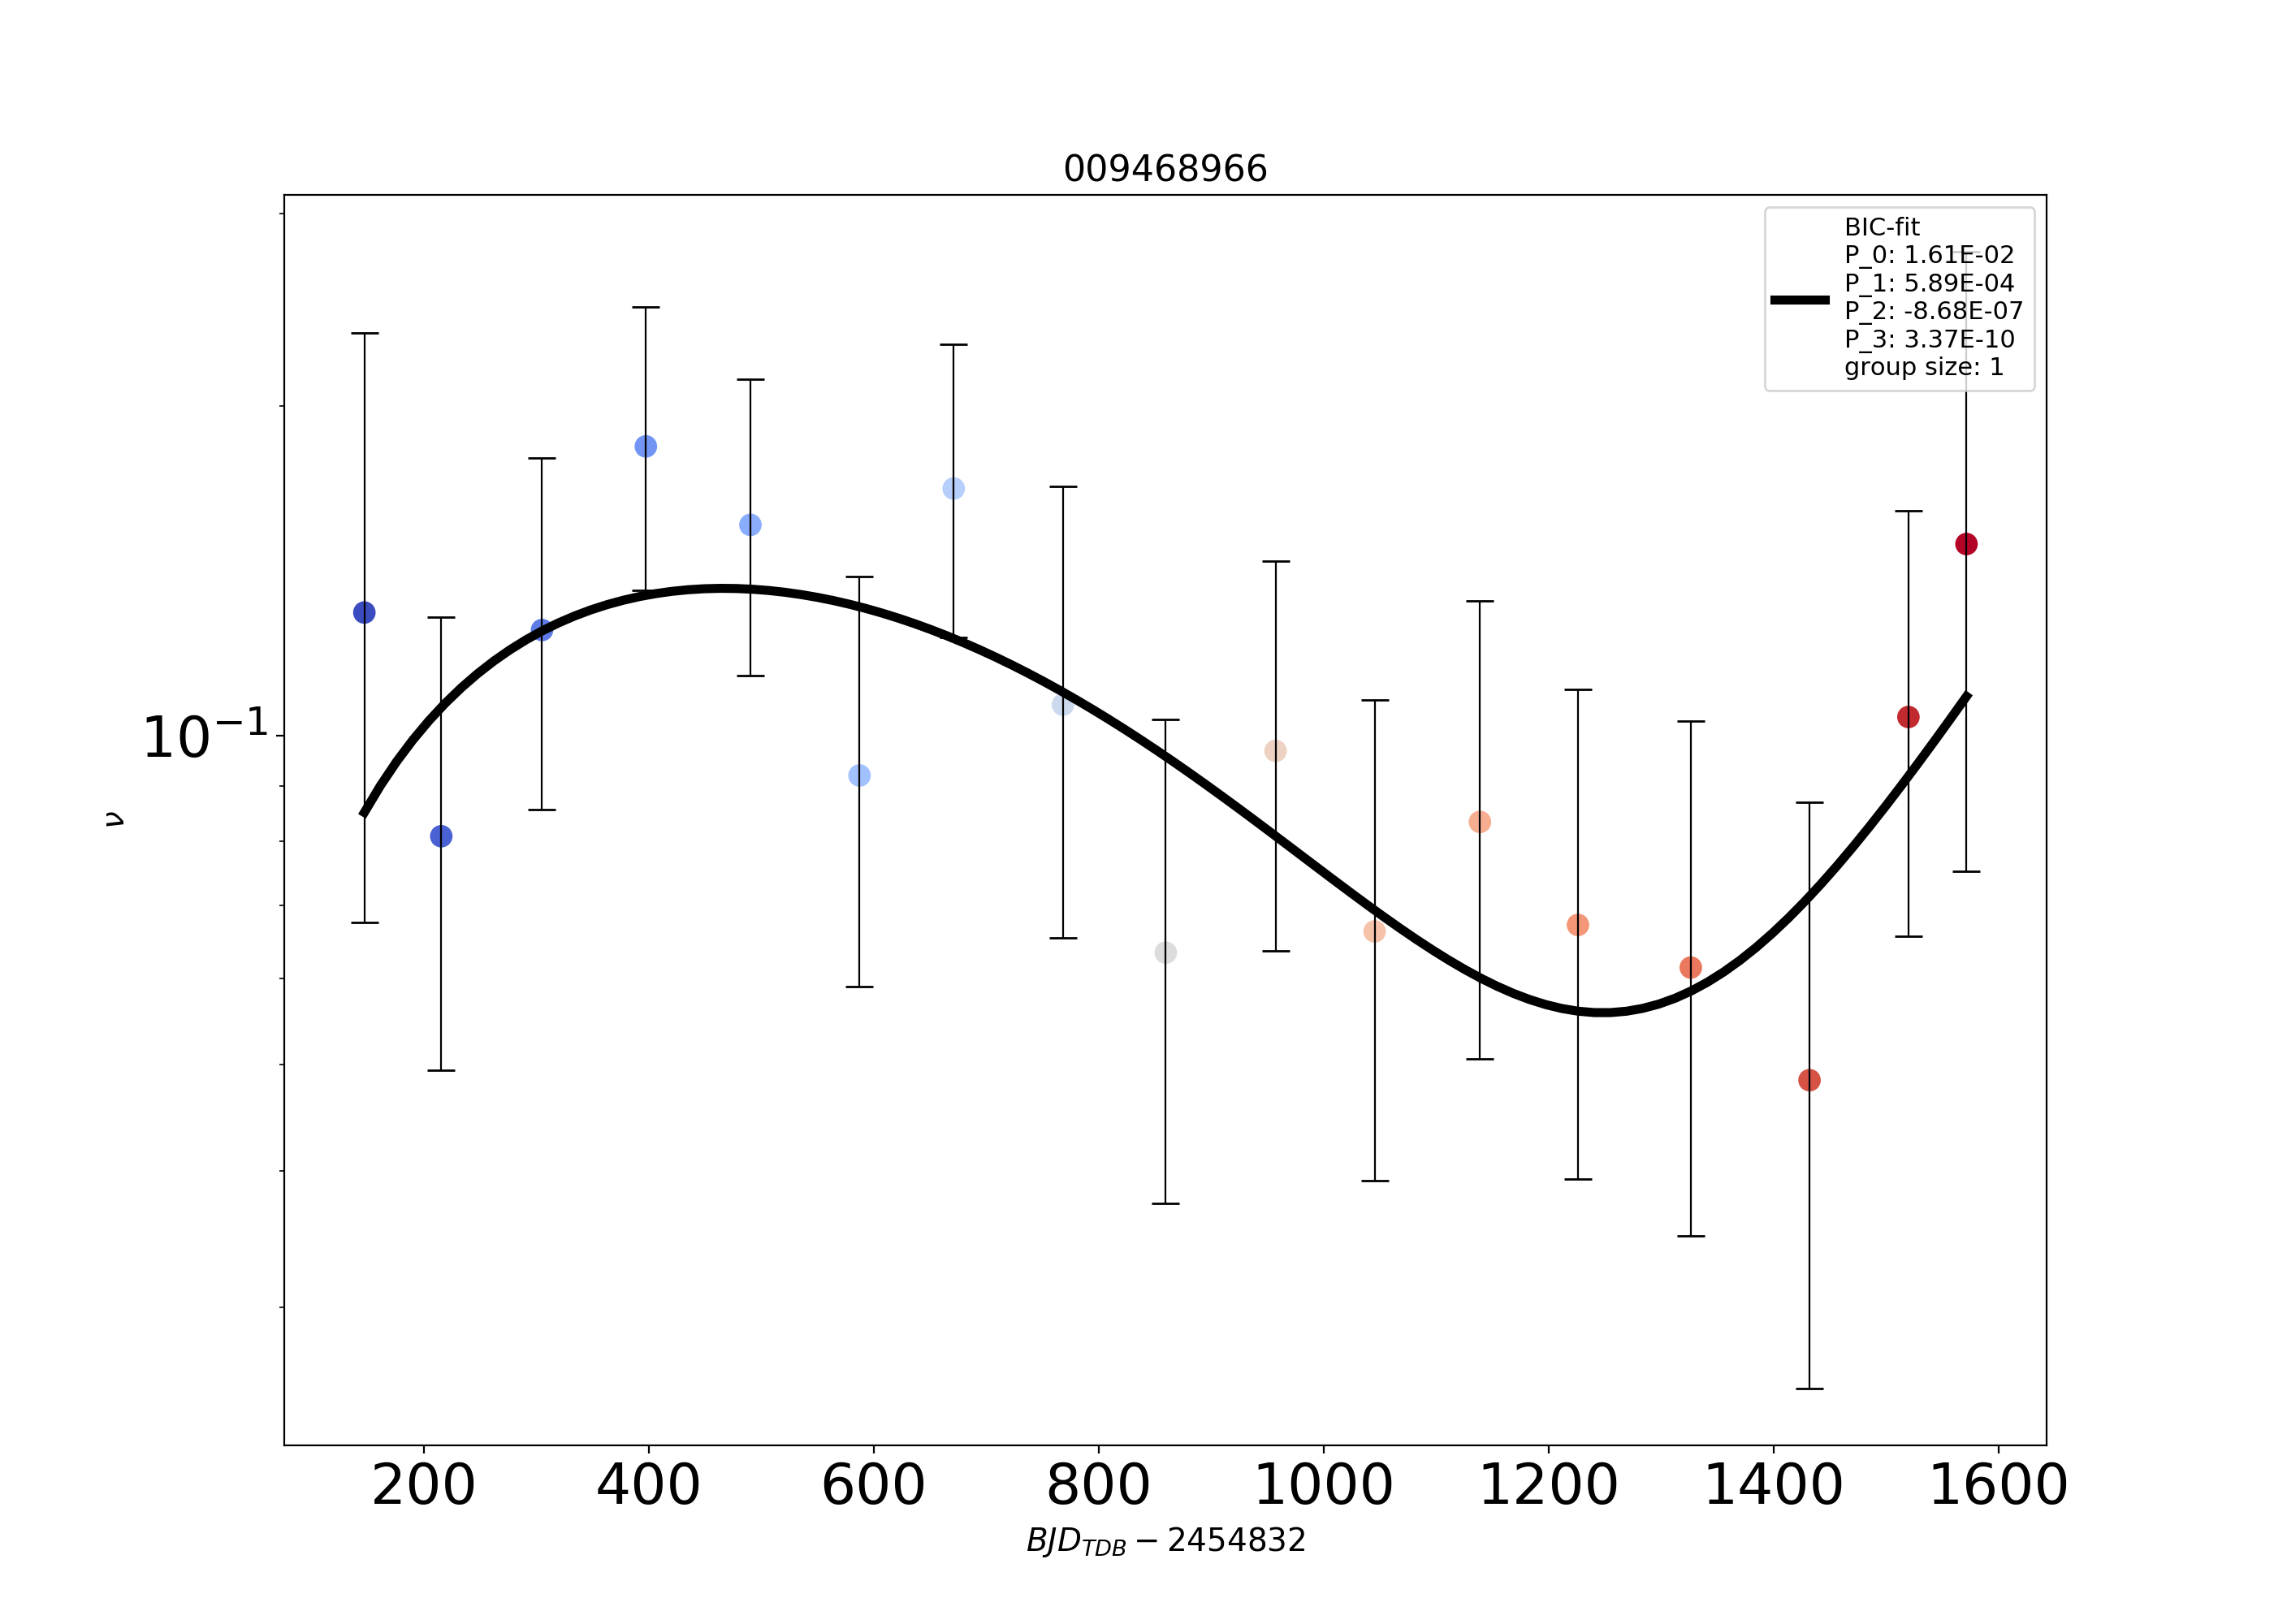 009468966
BIC-fit
P_0: 1.61E-02
P_1: 5.89E-04
P_2: -8.68E-07
P_3: 3.37E-10
group size: 1
10⁻¹
ν
200 400 600 800 1000 1200 1400 1600
BJD_TDB − 2454832